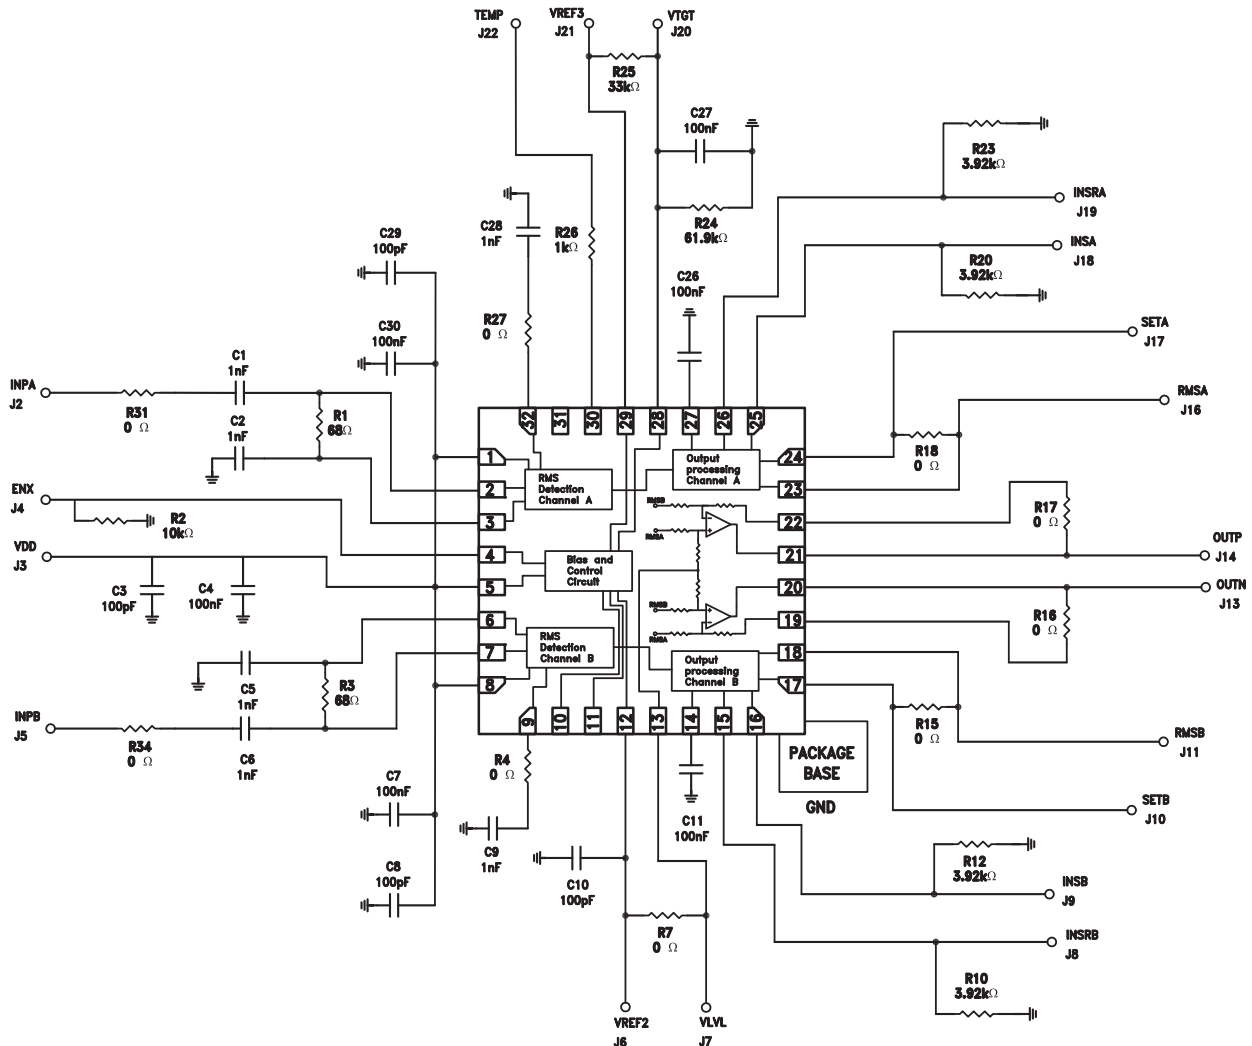 TEMP
J22
VREF3
J21
VTGT
J20
R25
33kΩ
C27
100nF
R23
3.92kΩ
INSRA
J19
C28
1nF
R26
1kΩ
R24
61.9kΩ
C29
100pF
INSA
J18
R20
3.92kΩ
C26
100nF
R27
0 Ω
C30
100nF
SETA
J17
C1
1nF
INPA
J2
R31
0 Ω
R1
68Ω
C2
1nF
RMSA
J16
R18
0 Ω
32
31
30
29
28
27
26
25
1
2
3
4
5
6
7
8
24
23
22
21
20
19
18
17
RMS
Detection
Channel A
Output
processing
Channel A
ENX
J4
R2
10kΩ
RMSB
RMSA
R17
0 Ω
OUTP
J14
VDD
J3
C3
100pF
C4
100nF
Bias and
Control
Circuit
RMSB
RMSA
OUTN
J13
R16
0 Ω
RMS
Detection
Channel B
Output
processing
Channel B
C5
1nF
R3
68Ω
INPB
J5
R34
0 Ω
C6
1nF
9
10
11
12
13
14
15
16
R15
0 Ω
RMSB
J11
R4
0 Ω
PACKAGE
BASE
GND
C7
100nF
SETB
J10
C9
1nF
C11
100nF
C8
100pF
C10
100pF
R12
3.92kΩ
INSB
J9
R7
0 Ω
INSRB
J8
R10
3.92kΩ
VREF2
J6
VLVL
J7